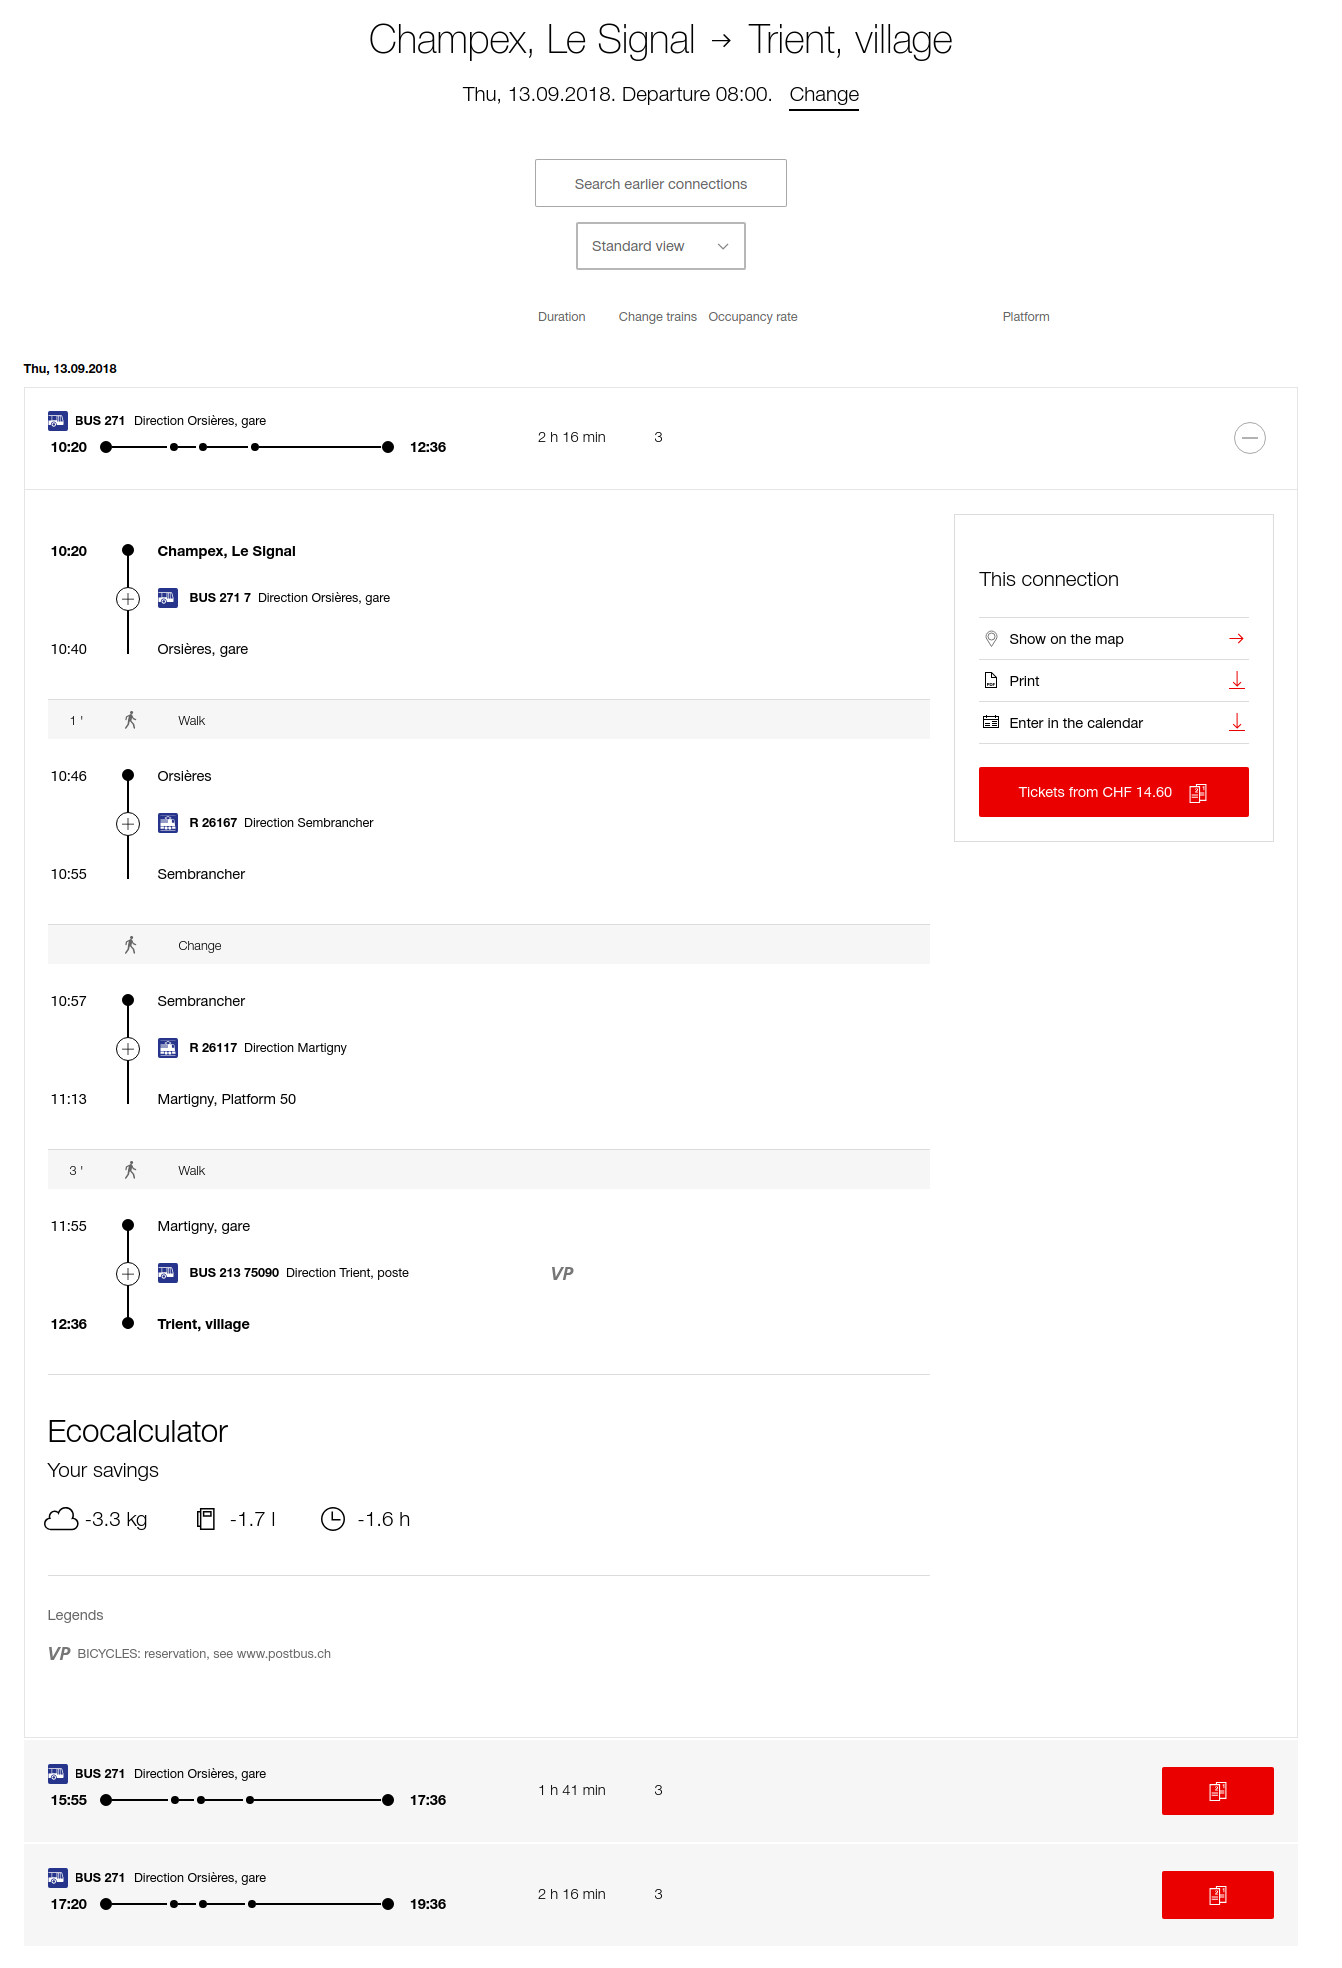 Champex, Le Signal → Trient, village
Thu, 13.09.2018. Departure 08:00. Change
Search earlier connections
Standard view
Duration Change trains Occupancy rate Platform
Thu, 13.09.2018
BUS 271 Direction Orsières, gare
10:20 12:36 2 h 16 min 3
10:20 Champex, Le Signal
BUS 271 7 Direction Orsières, gare
10:40 Orsières, gare
1 ' Walk
10:46 Orsières
R 26167 Direction Sembrancher
10:55 Sembrancher
Change
10:57 Sembrancher
R 26117 Direction Martigny
11:13 Martigny, Platform 50
3 ' Walk
11:55 Martigny, gare
BUS 213 75090 Direction Trient, poste VP
12:36 Trient, village
This connection
Show on the map
Print
Enter in the calendar
Tickets from CHF 14.60
Ecocalculator
Your savings
-3.3 kg -1.7 l -1.6 h
Legends
VP BICYCLES: reservation, see www.postbus.ch
BUS 271 Direction Orsières, gare
15:55 17:36 1 h 41 min 3
BUS 271 Direction Orsières, gare
17:20 19:36 2 h 16 min 3